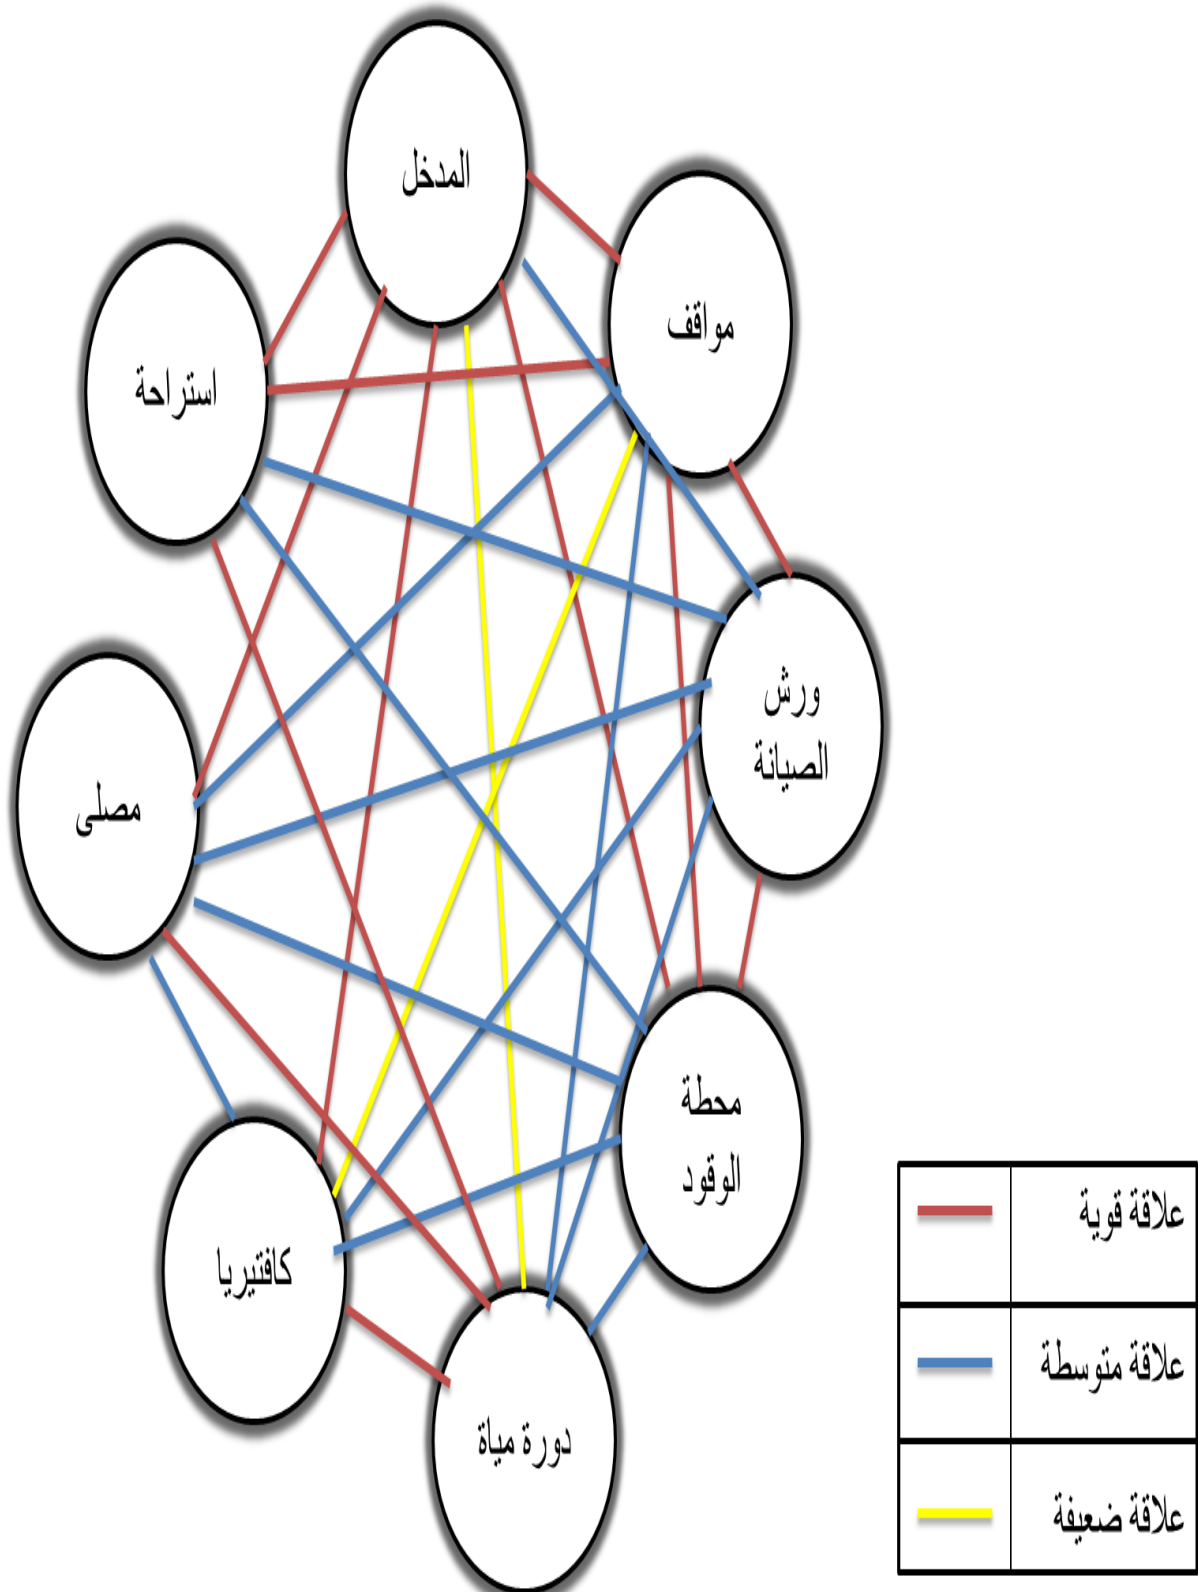 المدخل
مواقف
استراحة
ورش
الصيانة
مصلى
محطة
الوقود
كافتيريا
دورة مياة
علاقة قوية
علاقة متوسطة
علاقة ضعيفة